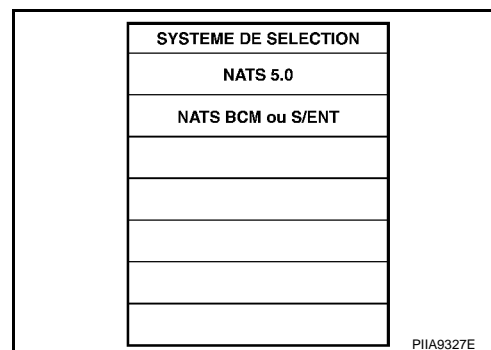 SYSTEME DE SELECTION
NATS 5.0
NATS BCM ou S/ENT
PIIA9327E